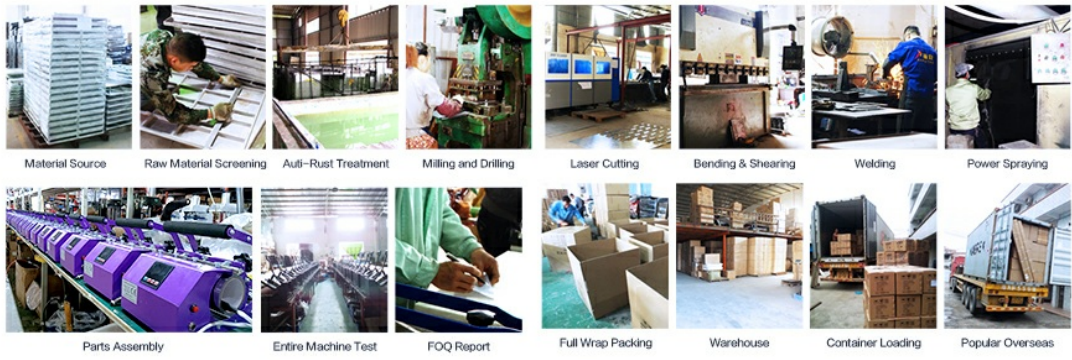 Material Source
Raw Material Screening
Auti-Rust Treatment
Milling and Drilling
Laser Cutting
Bending & Shearing
Welding
Power Spraying
Parts Assembly
Entire Machine Test
FOQ Report
Full Wrap Packing
Warehouse
Container Loading
Popular Overseas